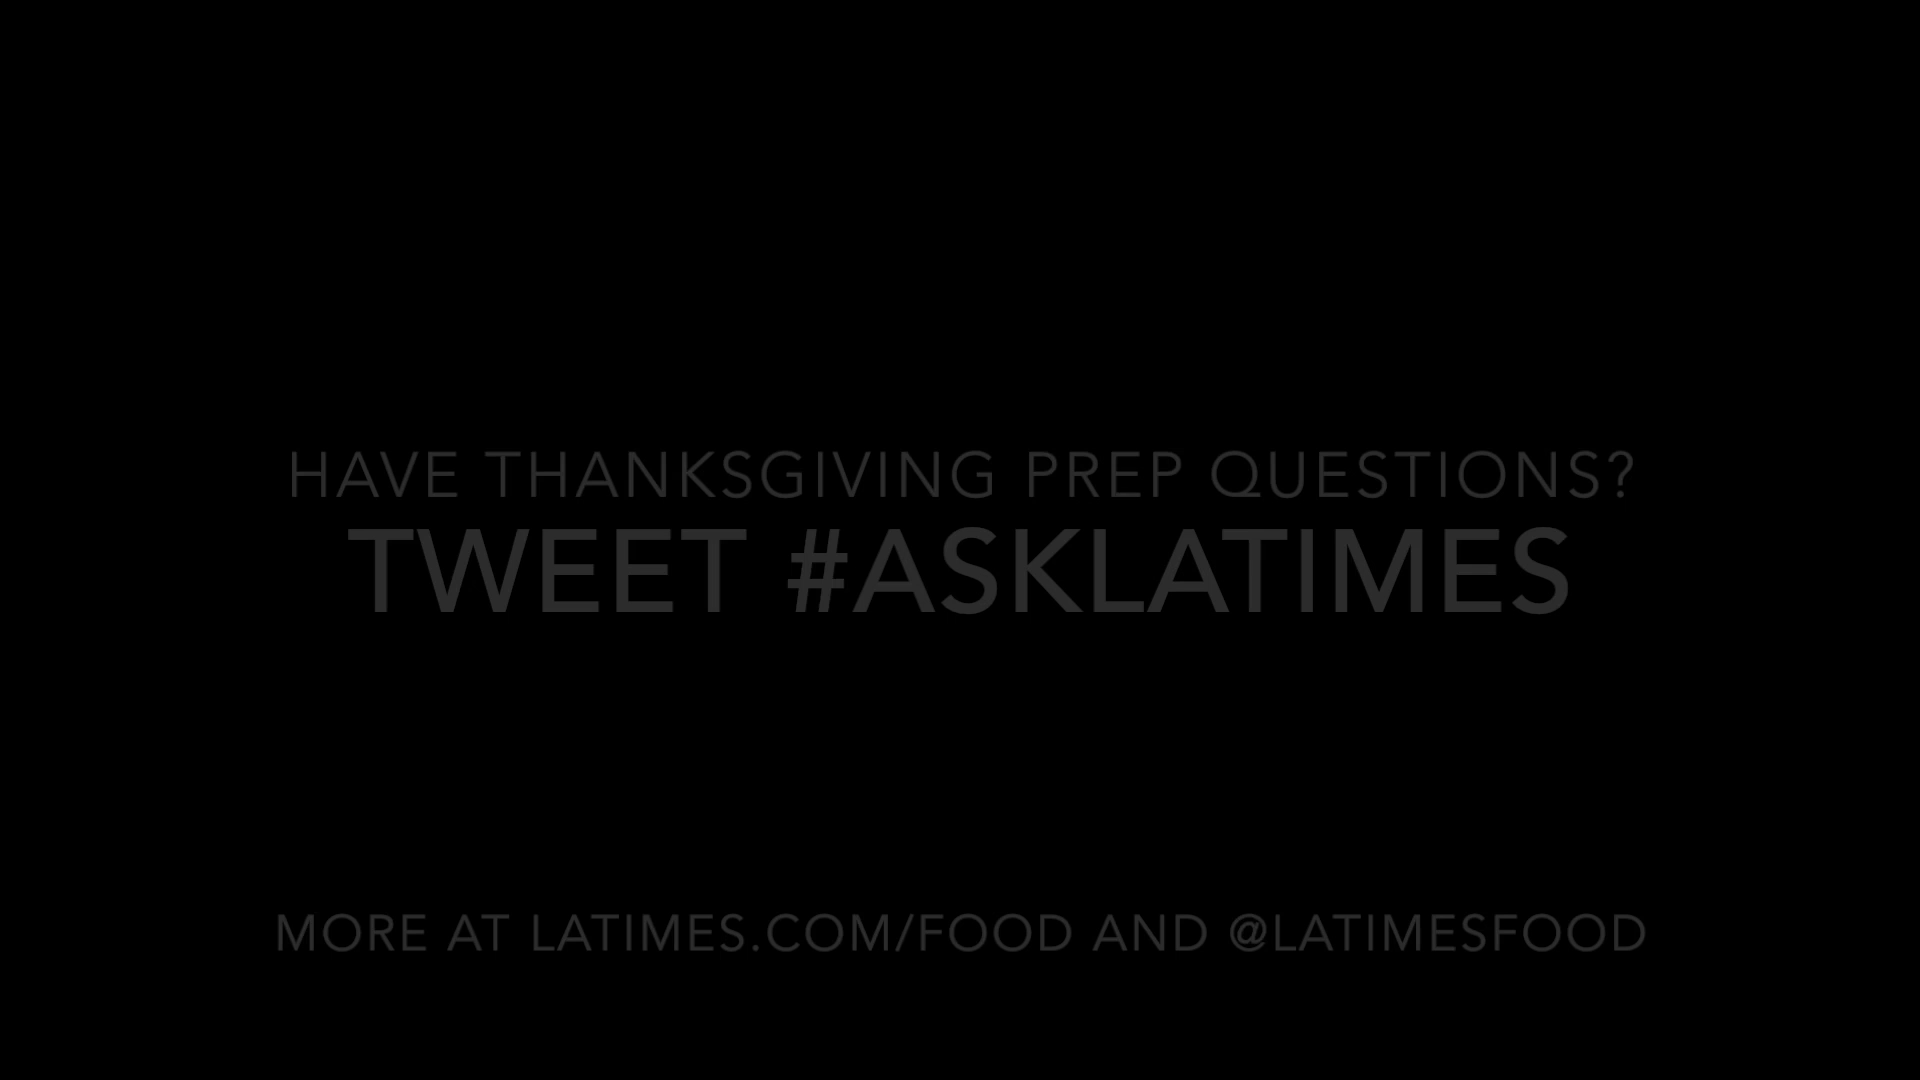 HAVE THANKSGIVING PREP QUESTIONS?
TWEET #ASKLATIMES
MORE AT LATIMES.COM/FOOD AND @LATIMESFOOD